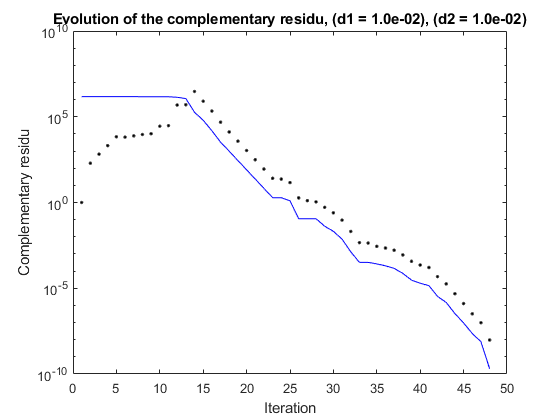 Evolution of the complementary residu, (d1 = 1.0e-02), (d2 = 1.0e-02)
10^10
10^5
10^0
10^-5
10^-10
Complementary residu
0 5 10 15 20 25 30 35 40 45 50
Iteration